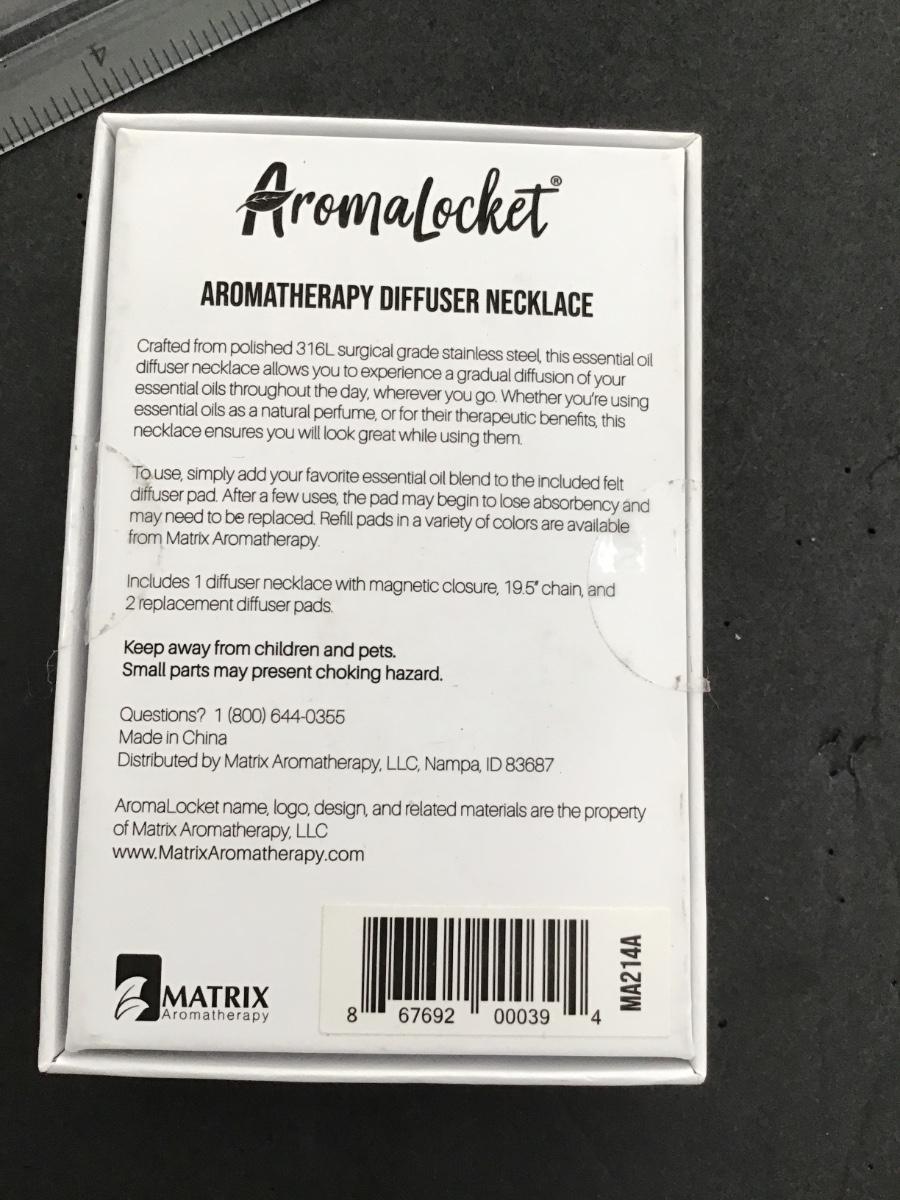 4
AromaLocket®
AROMATHERAPY DIFFUSER NECKLACE
Crafted from polished 316L surgical grade stainless steel, this essential oil
diffuser necklace allows you to experience a gradual diffusion of your
essential oils throughout the day, wherever you go. Whether you're using
essential oils as a natural perfume, or for their therapeutic benefits, this
necklace ensures you will look great while using them.
To use, simply add your favorite essential oil blend to the included felt
diffuser pad. After a few uses, the pad may begin to lose absorbency and
may need to be replaced. Refill pads in a variety of colors are available
from Matrix Aromatherapy.
Includes 1 diffuser necklace with magnetic closure, 19.5" chain, and
2 replacement diffuser pads.
Keep away from children and pets.
Small parts may present choking hazard.
Questions? 1 (800) 644-0355
Made in China
Distributed by Matrix Aromatherapy, LLC, Nampa, ID 83687
AromaLocket name, logo, design, and related materials are the property
of Matrix Aromatherapy, LLC
www.MatrixAromatherapy.com
MATRIX
Aromatherapy
8 67692 00039 4
MA214A